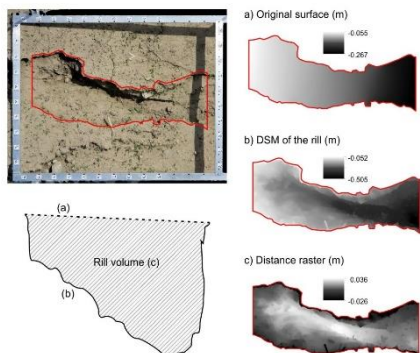 a) Original surface (m)
-0.055
-0.267
b) DSM of the rill (m)
-0.052
-0.505
(a)
Rill volume (c)
(b)
c) Distance raster (m)
0.036
-0.026